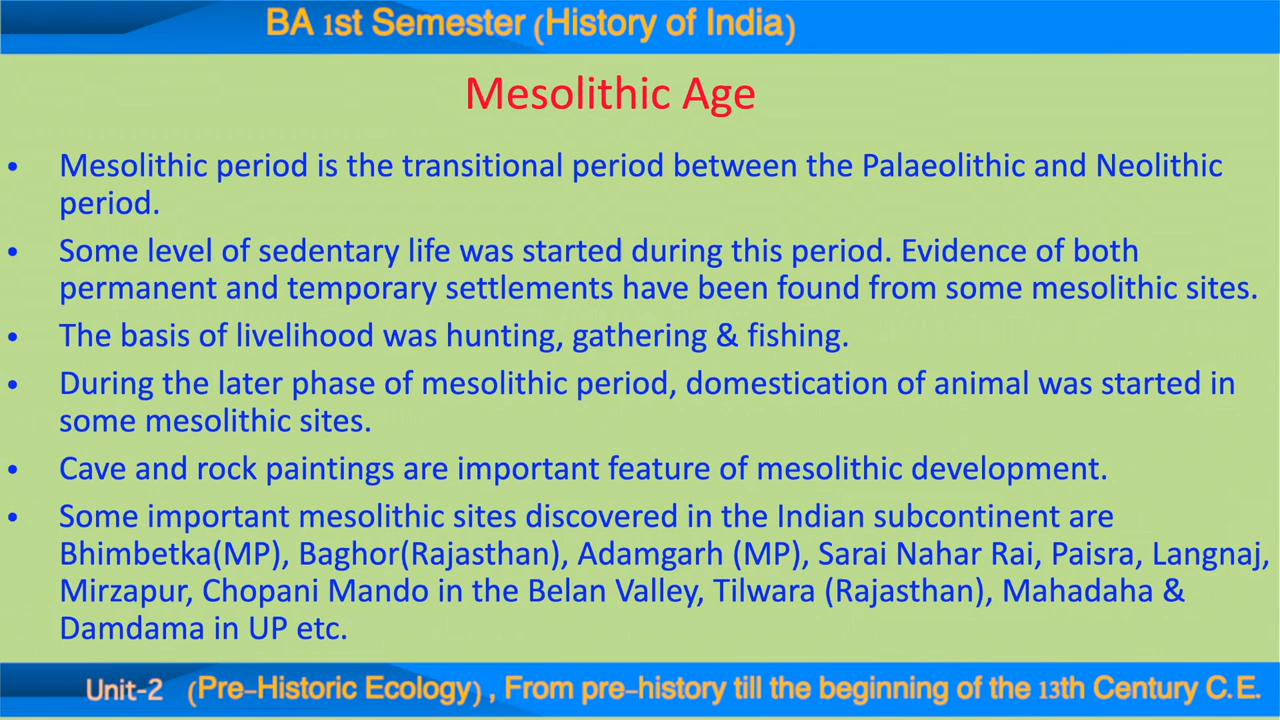 BA 1st Semester (History of India)
Mesolithic Age
• Mesolithic period is the transitional period between the Palaeolithic and Neolithic
period.
• Some level of sedentary life was started during this period. Evidence of both
permanent and temporary settlements have been found from some mesolithic sites.
• The basis of livelihood was hunting, gathering & fishing.
• During the later phase of mesolithic period, domestication of animal was started in
some mesolithic sites.
• Cave and rock paintings are important feature of mesolithic development.
• Some important mesolithic sites discovered in the Indian subcontinent are
Bhimbetka(MP), Baghor(Rajasthan), Adamgarh (MP), Sarai Nahar Rai, Paisra, Langnaj,
Mirzapur, Chopani Mando in the Belan Valley, Tilwara (Rajasthan), Mahadaha &
Damdama in UP etc.
Unit-2 (Pre-Historic Ecology) , From pre-history till the beginning of the 13th Century C.E.